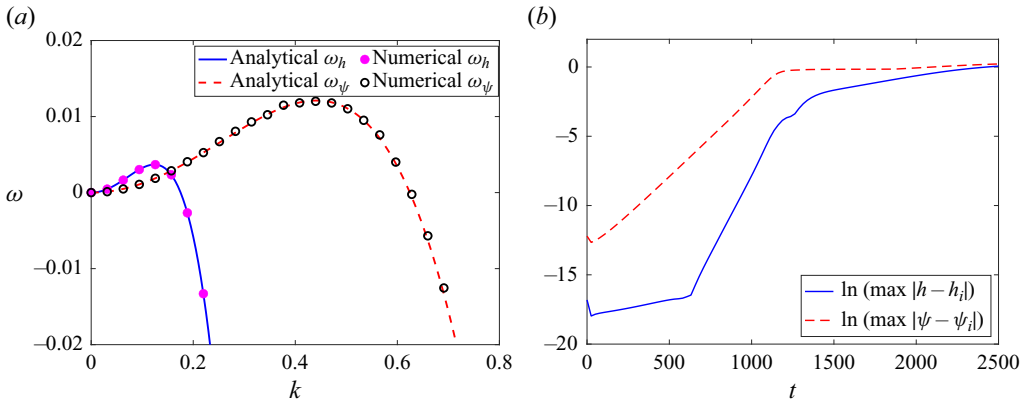 (a)
(b)
0.02
0.01
0
−0.01
−0.02
ω
Analytical ω_h
Numerical ω_h
Analytical ω_ψ
Numerical ω_ψ
0 0.2 0.4 0.6 0.8
k
0
−5
−10
−15
−20
ln (max |h − h_i|)
ln (max |ψ − ψ_i|)
0 500 1000 1500 2000 2500
t